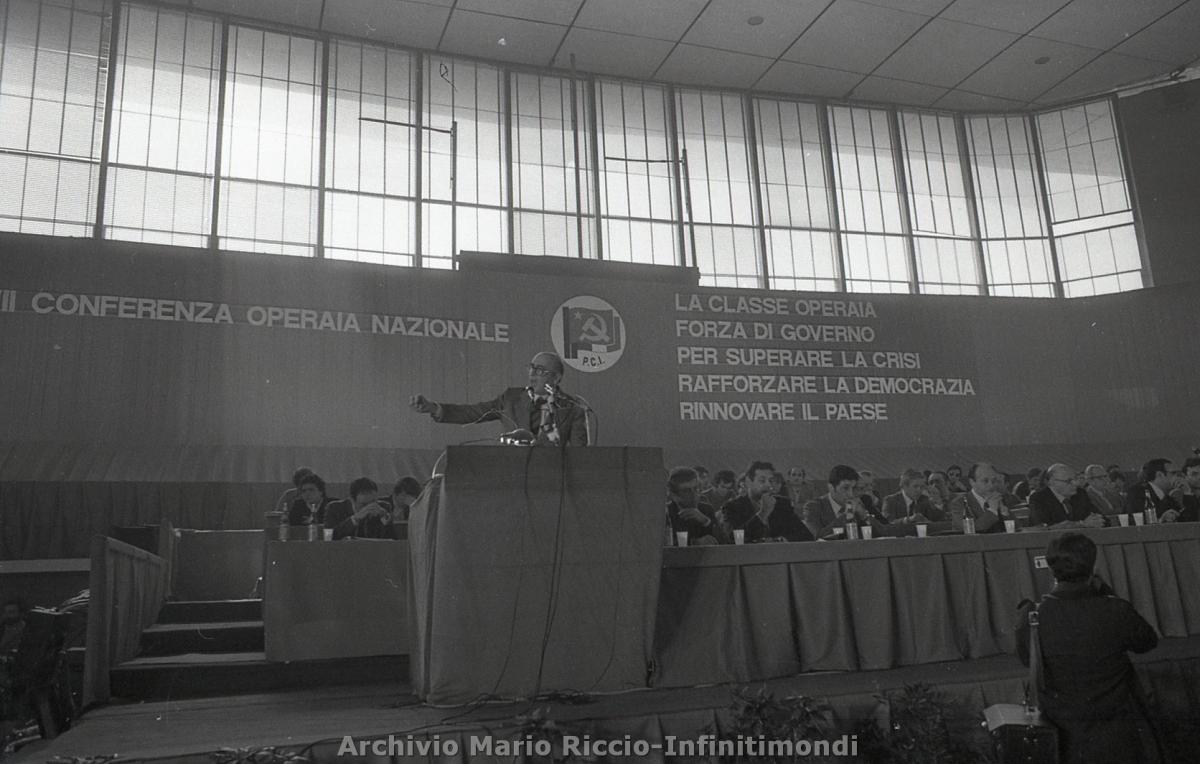 VII CONFERENZA OPERAIA NAZIONALE
P.C.I.
LA CLASSE OPERAIA
FORZA DI GOVERNO
PER SUPERARE LA CRISI
RAFFORZARE LA DEMOCRAZIA
RINNOVARE IL PAESE
Archivio Mario Riccio-Infinitimondi